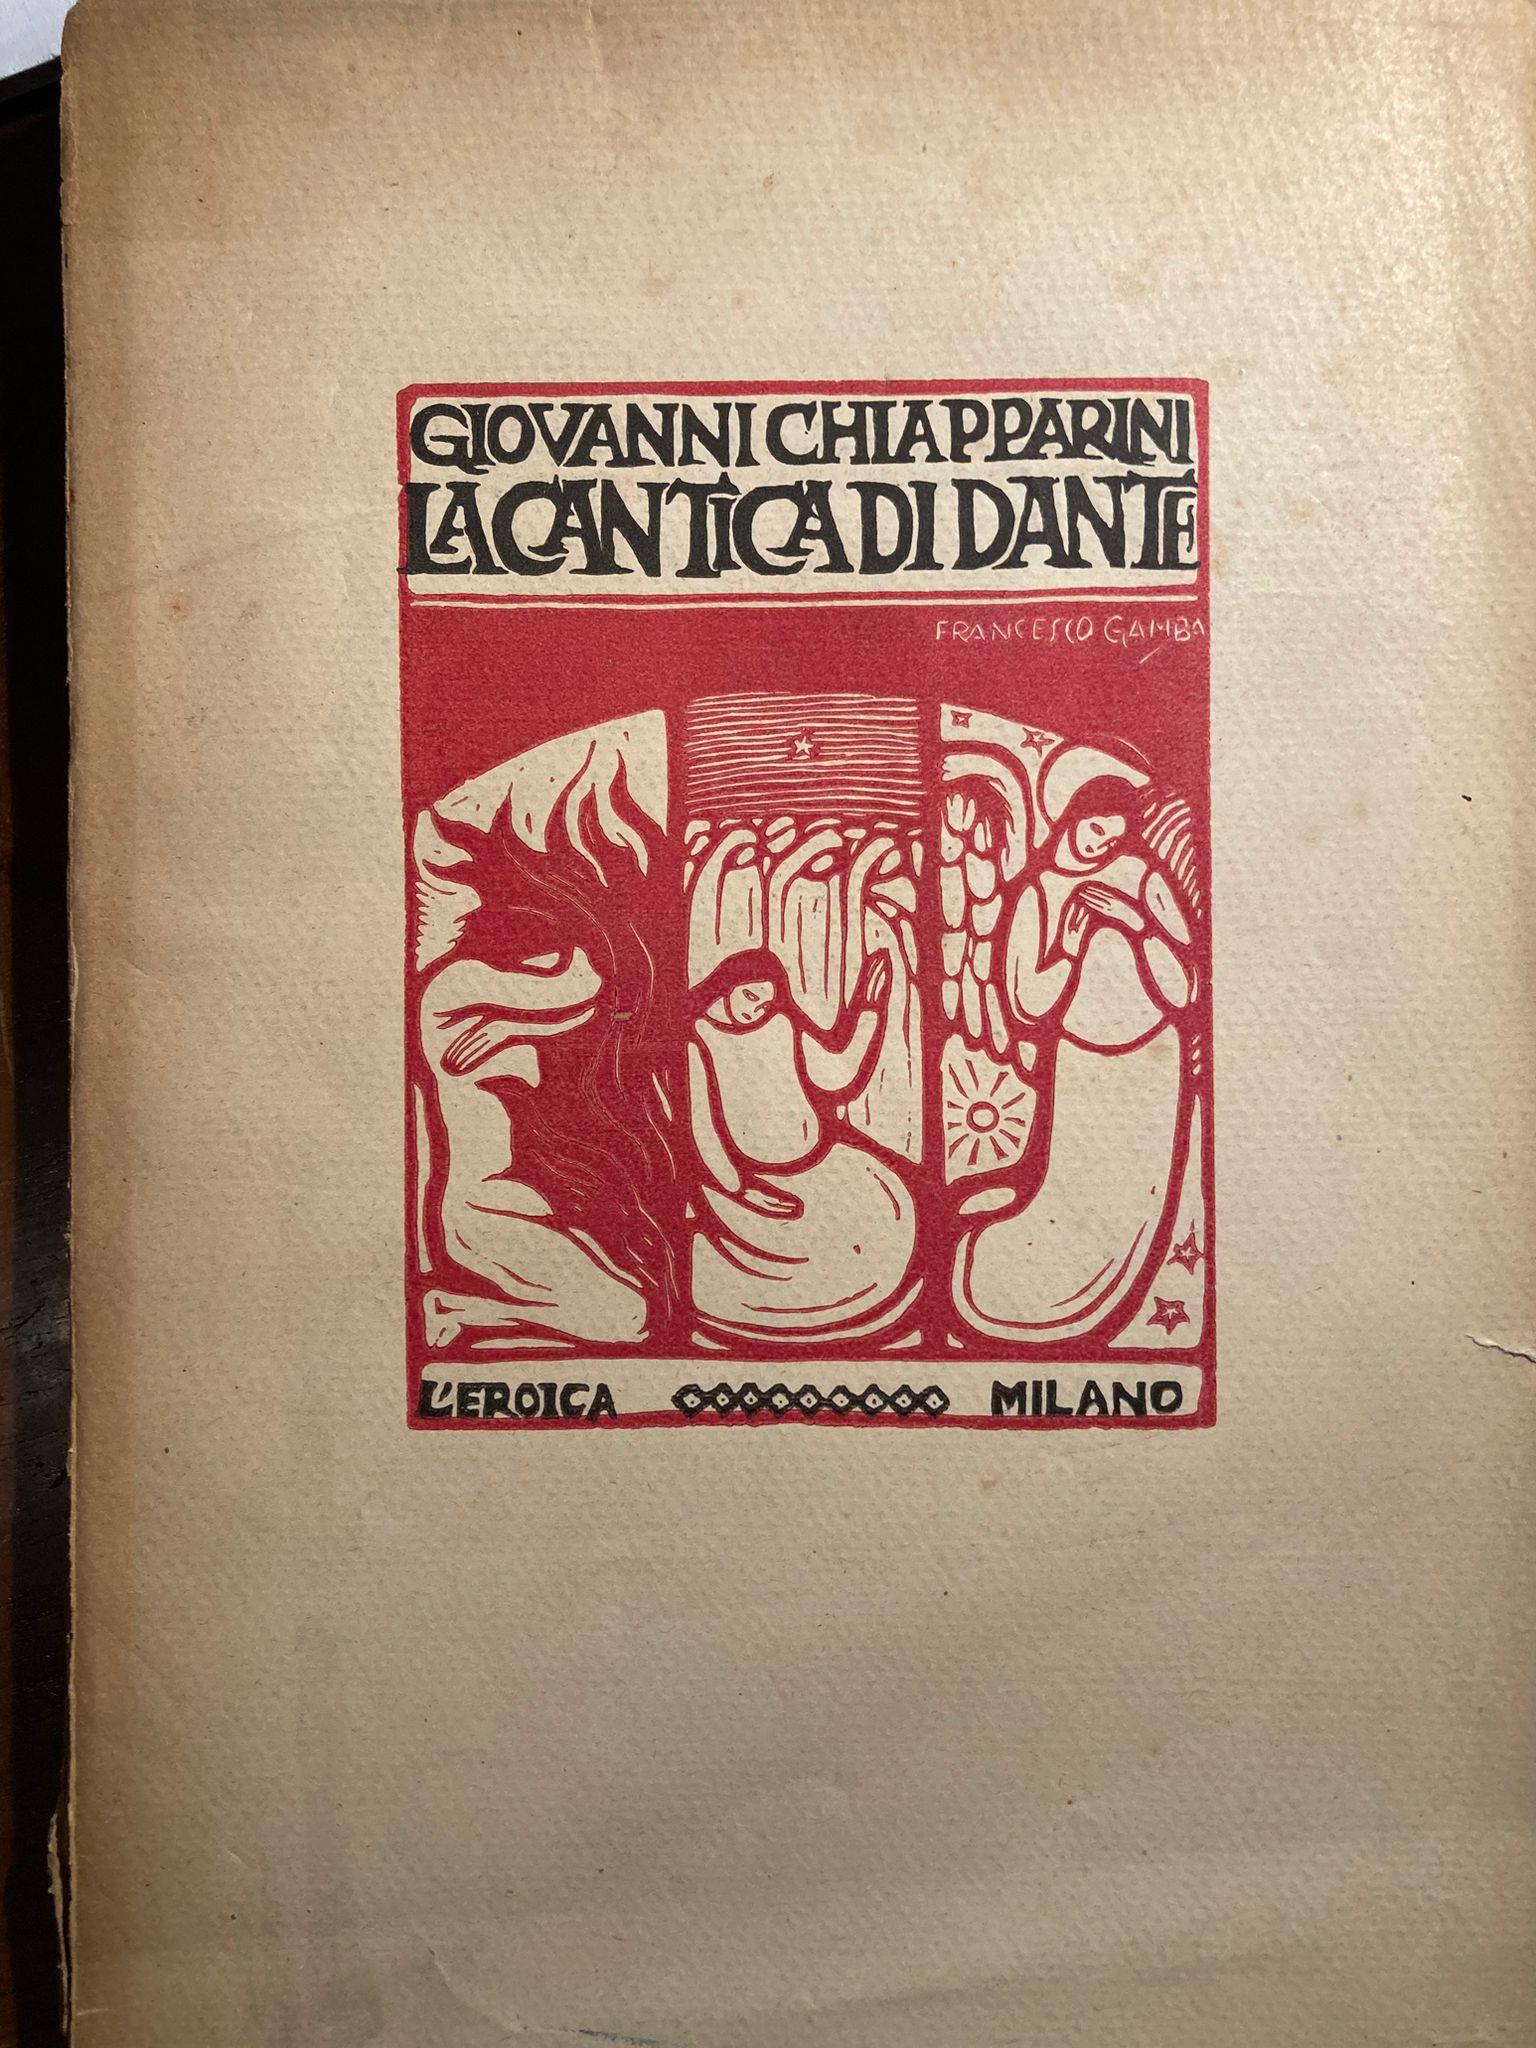 GIOVANNI CHIAPPARINI
LA CANTICA DI DANTE
FRANCESCO GAMBA
L'EROICA MILANO